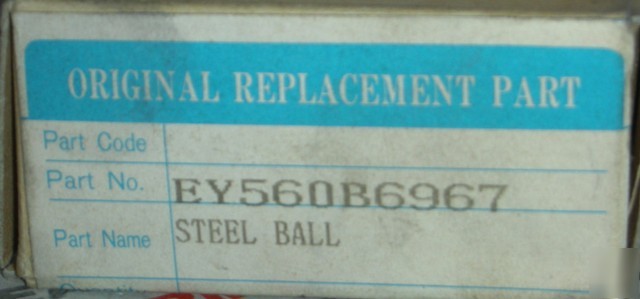 ORIGINAL REPLACEMENT PART
Part Code
Part No. EY560B6967
Part Name STEEL BALL